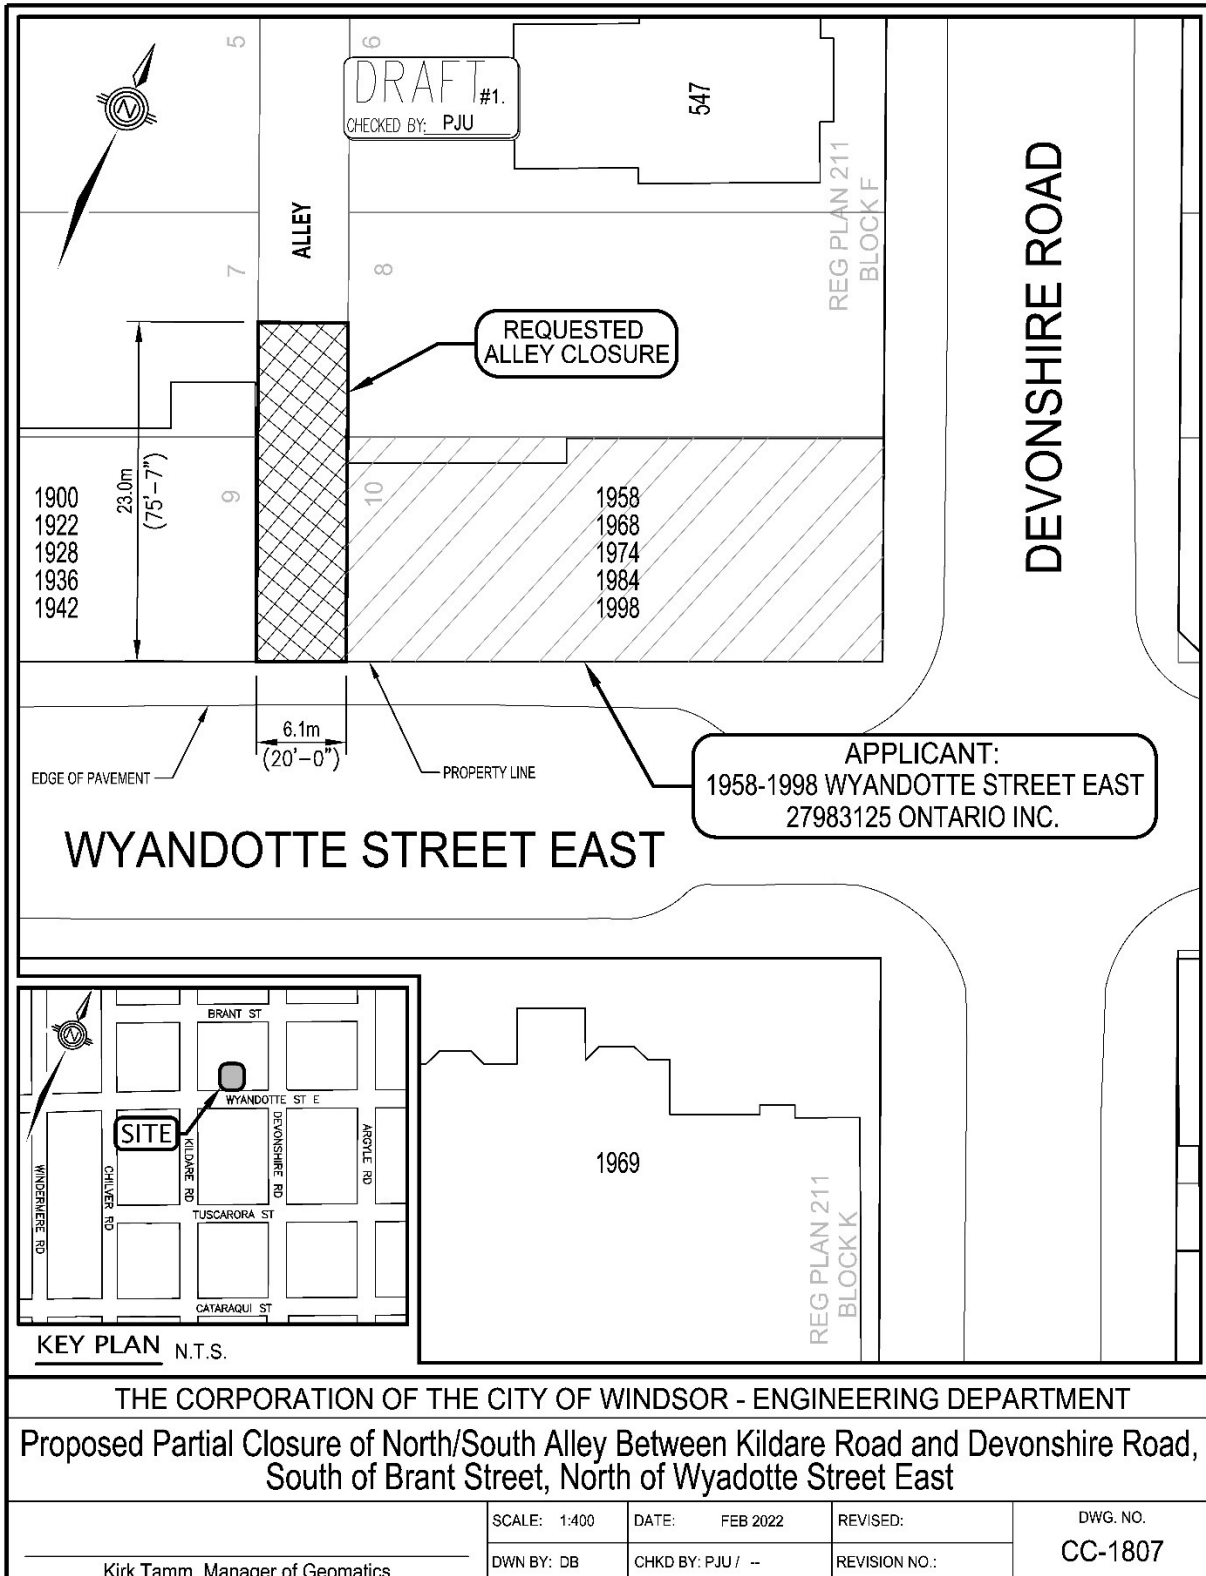 5
6
N
DRAFT #1.
CHECKED BY: PJU
547
REG PLAN 211
BLOCK F
DEVONSHIRE ROAD
ALLEY
7
8
REQUESTED
ALLEY CLOSURE
23.0m
(75'-7")
9
10
1900
1922
1928
1936
1942
1958
1968
1974
1984
1998
6.1m
(20'-0")
EDGE OF PAVEMENT
PROPERTY LINE
APPLICANT:
1958-1998 WYANDOTTE STREET EAST
27983125 ONTARIO INC.
WYANDOTTE STREET EAST
N
BRANT ST
WYANDOTTE ST E
SITE
WINDERMERE RD
CHILVER RD
KILDARE RD
DEVONSHIRE RD
ARGYLE RD
TUSCARORA ST
CATARAQUI ST
KEY PLAN N.T.S.
1969
REG PLAN 211
BLOCK K
THE CORPORATION OF THE CITY OF WINDSOR - ENGINEERING DEPARTMENT
Proposed Partial Closure of North/South Alley Between Kildare Road and Devonshire Road,
South of Brant Street, North of Wyadotte Street East
SCALE: 1:400
DATE: FEB 2022
REVISED:
DWG. NO.
CC-1807
Kirk Tamm, Manager of Geomatics
DWN BY: DB
CHKD BY: PJU / --
REVISION NO.: